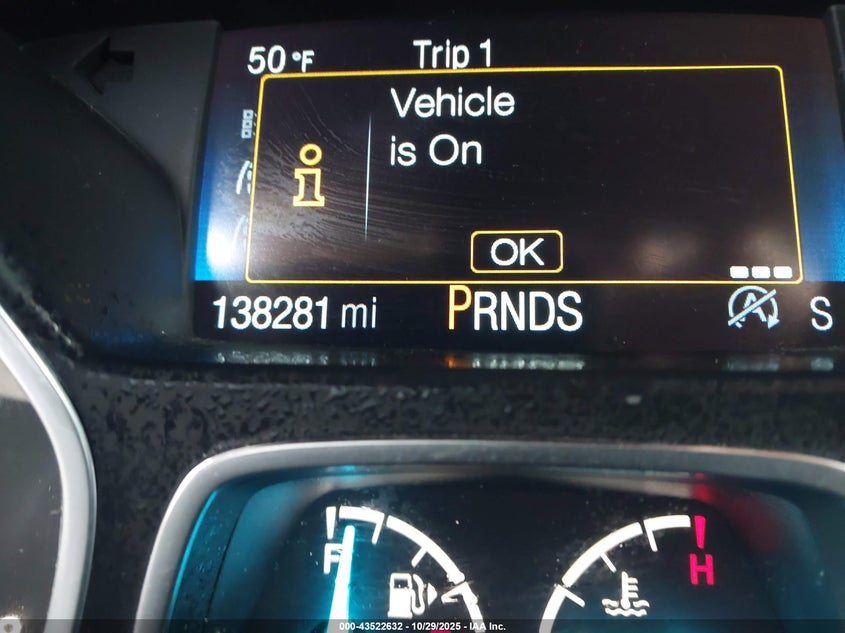 50 °F Trip 1
Vehicle
is On
OK
138281 mi PRNDS A S
F H
000-43522632 - 10/29/2025 - IAA Inc.